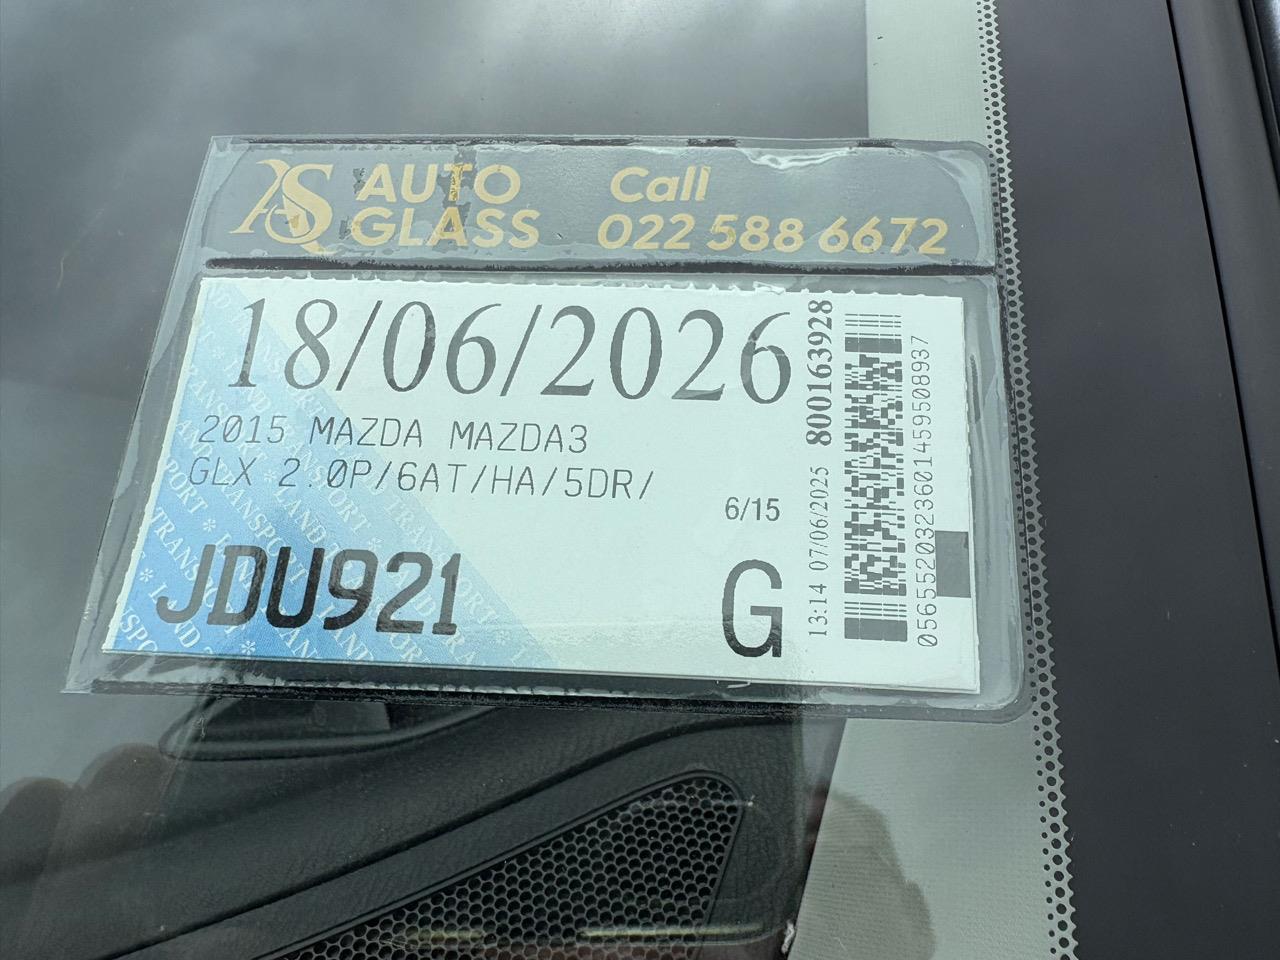 AS AUTO GLASS
Call 022 588 6672
18/06/2026
2015 MAZDA MAZDA3
GLX 2.0P/6AT/HA/5DR/
6/15
JDU921
G
800163928
13:14 07/06/2025
0565520323601459508937